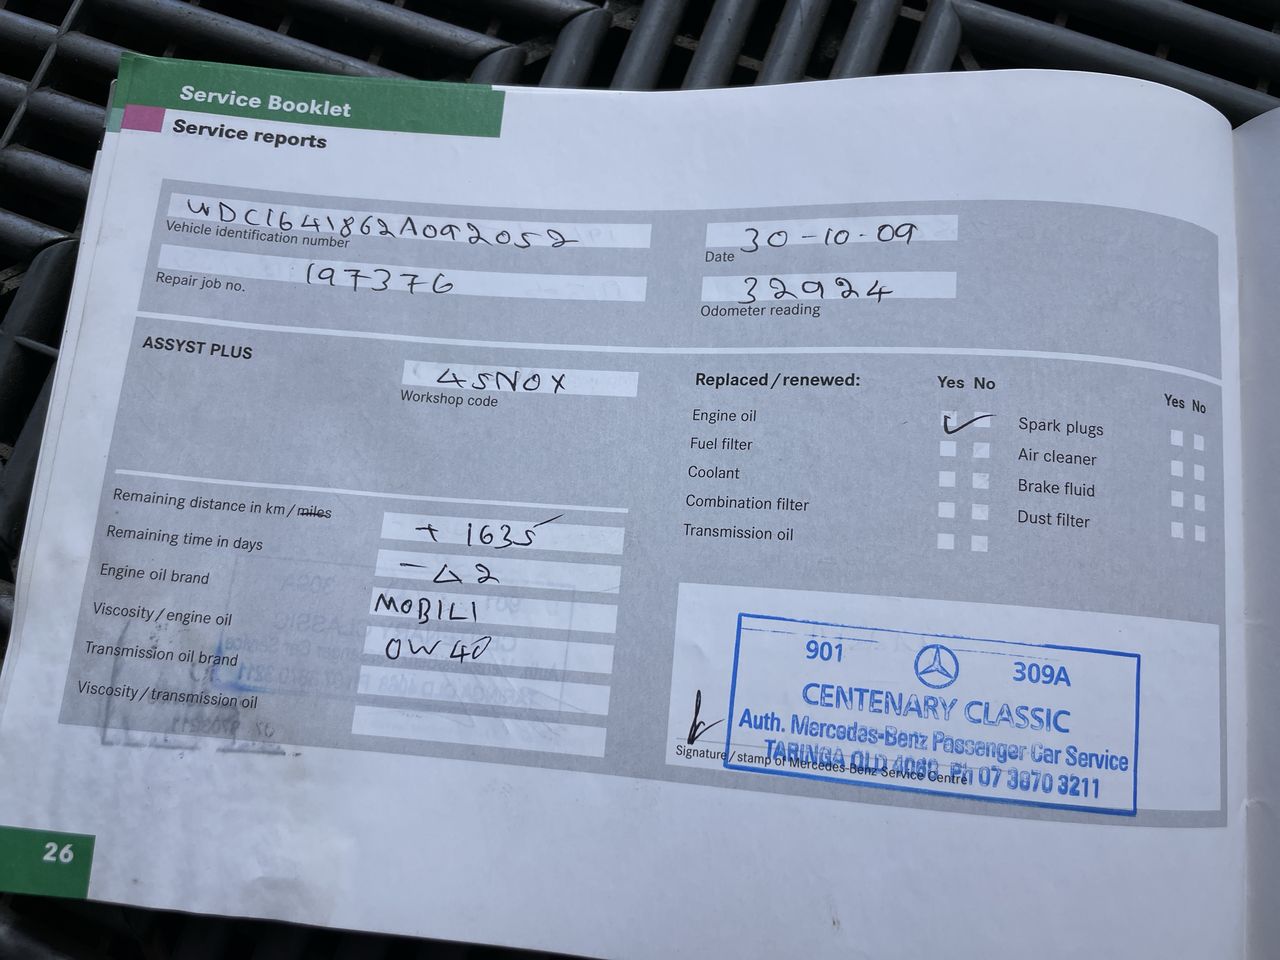 Service Booklet
Service reports
WDC1641862A092052
Vehicle identification number
30-10-09
Date
197376
Repair job no.
32924
Odometer reading
ASSYST PLUS
4SNOX
Workshop code
Replaced/renewed:
Yes No
Yes No
Engine oil
Spark plugs
Fuel filter
Air cleaner
Coolant
Brake fluid
Combination filter
Dust filter
Transmission oil
Remaining distance in km/miles
+ 1635
Remaining time in days
-42
Engine oil brand
MOBIL1
Viscosity/engine oil
0W40
Transmission oil brand
Viscosity/transmission oil
901 309A
CENTENARY CLASSIC
Auth. Mercedes-Benz Passenger Car Service
TARINGA QLD 4068 Ph 07 3870 3211
Signature/stamp of Mercedes-Benz Service Centre
26